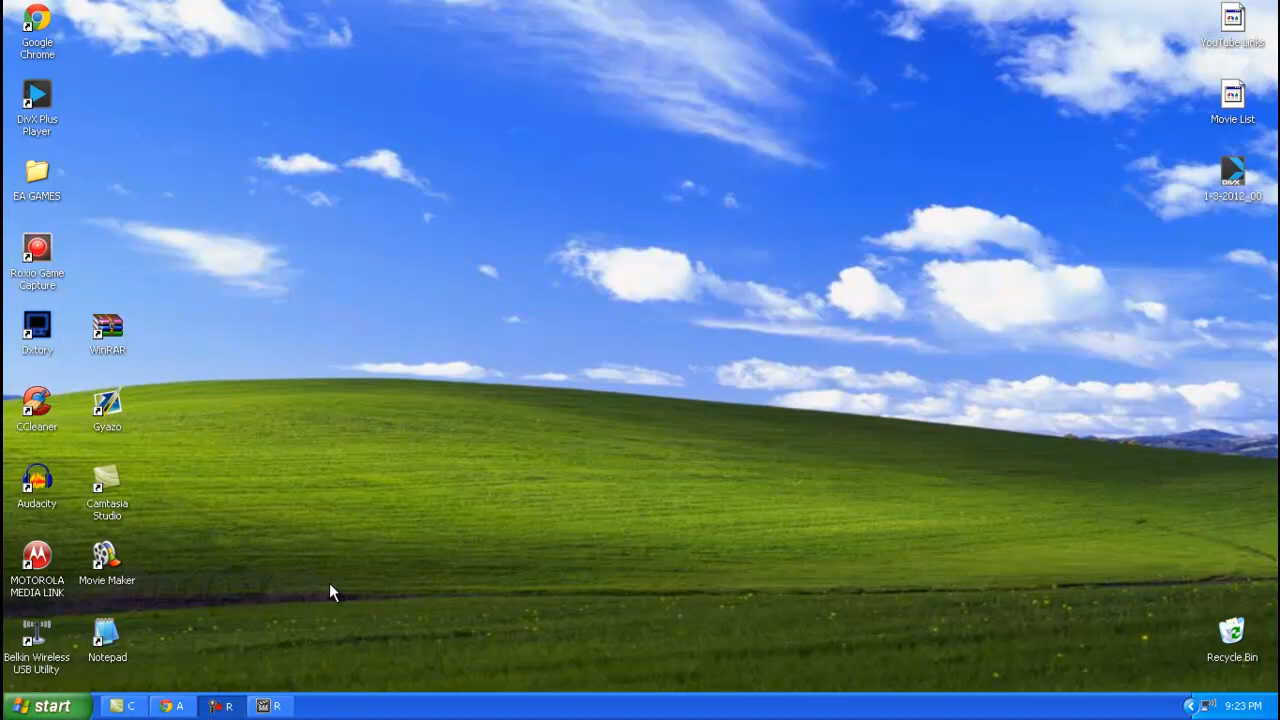 Google
Chrome
DivX Plus
Player
EA GAMES
Roxio Game
Capture
Dxtory
WinRAR
CCleaner
Gyazo
Audacity
Camtasia
Studio
MOTOROLA
MEDIA LINK
Movie Maker
Belkin Wireless
USB Utility
Notepad
YouTube Links
Movie List
DIVX
1-3-2012_00
Recycle Bin
start
C
A
R
R
9:23 PM